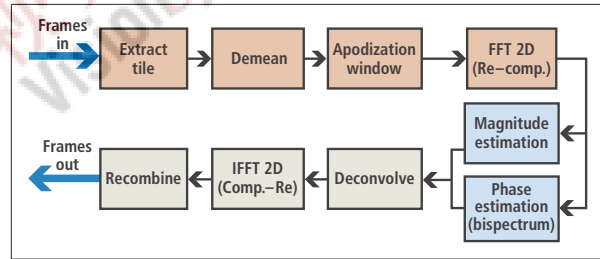 Frames
in
Extract
tile
Demean
Apodization
window
FFT 2D
(Re–comp.)
Magnitude
estimation
Phase
estimation
(bispectrum)
Deconvolve
IFFT 2D
(Comp.–Re)
Recombine
Frames
out